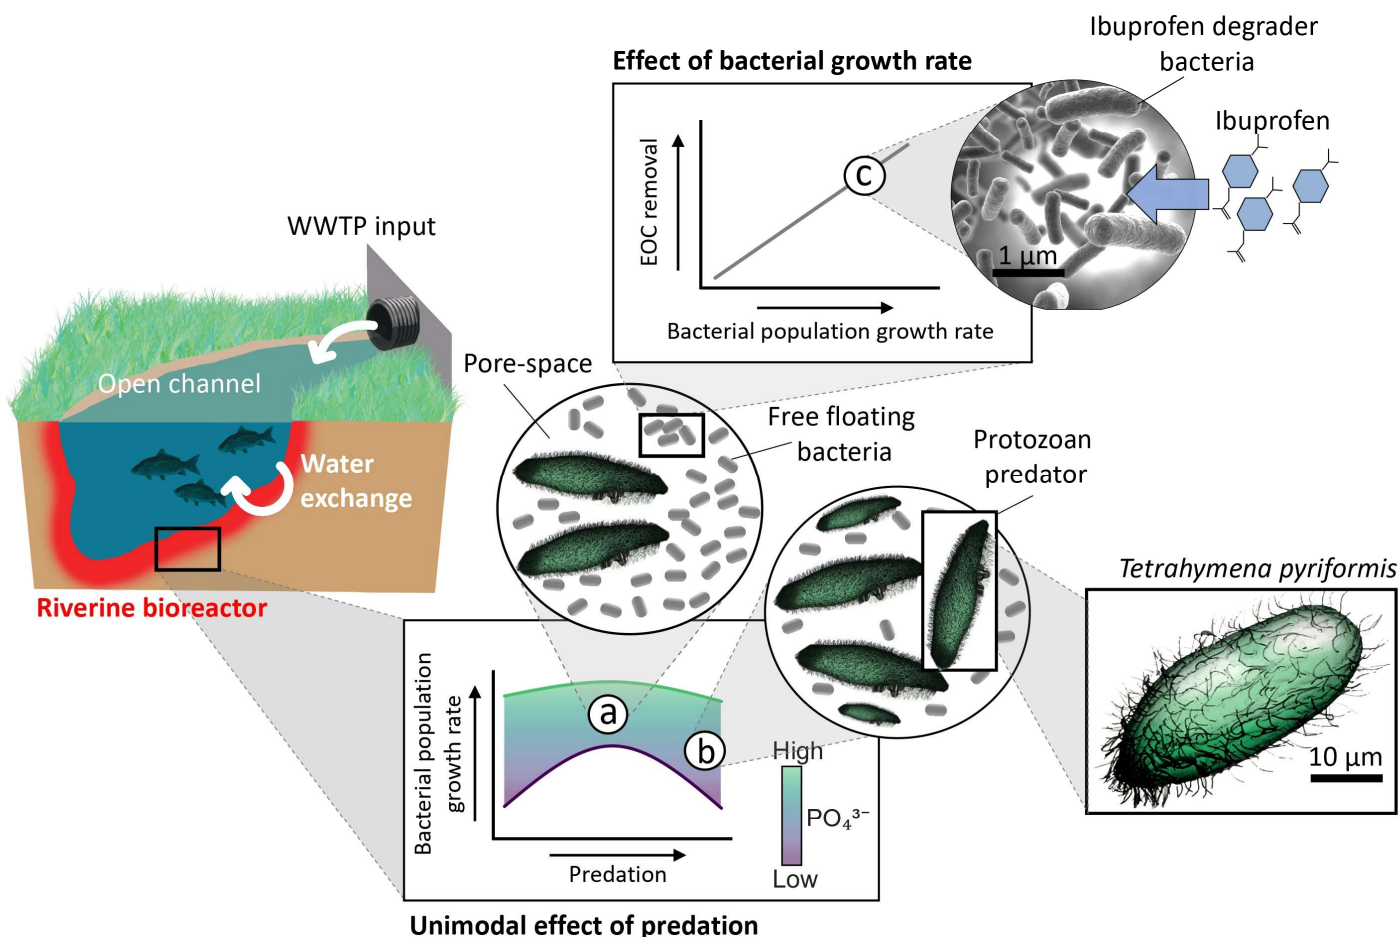 Ibuprofen degrader
bacteria
Effect of bacterial growth rate
Ibuprofen
EOC removal
c
1 μm
Bacterial population growth rate
WWTP input
Open channel
Water
exchange
Riverine bioreactor
Pore-space
Free floating
bacteria
Protozoan
predator
Tetrahymena pyriformis
10 μm
Bacterial population
growth rate
a
b
High
PO₄³⁻
Low
Predation
Unimodal effect of predation